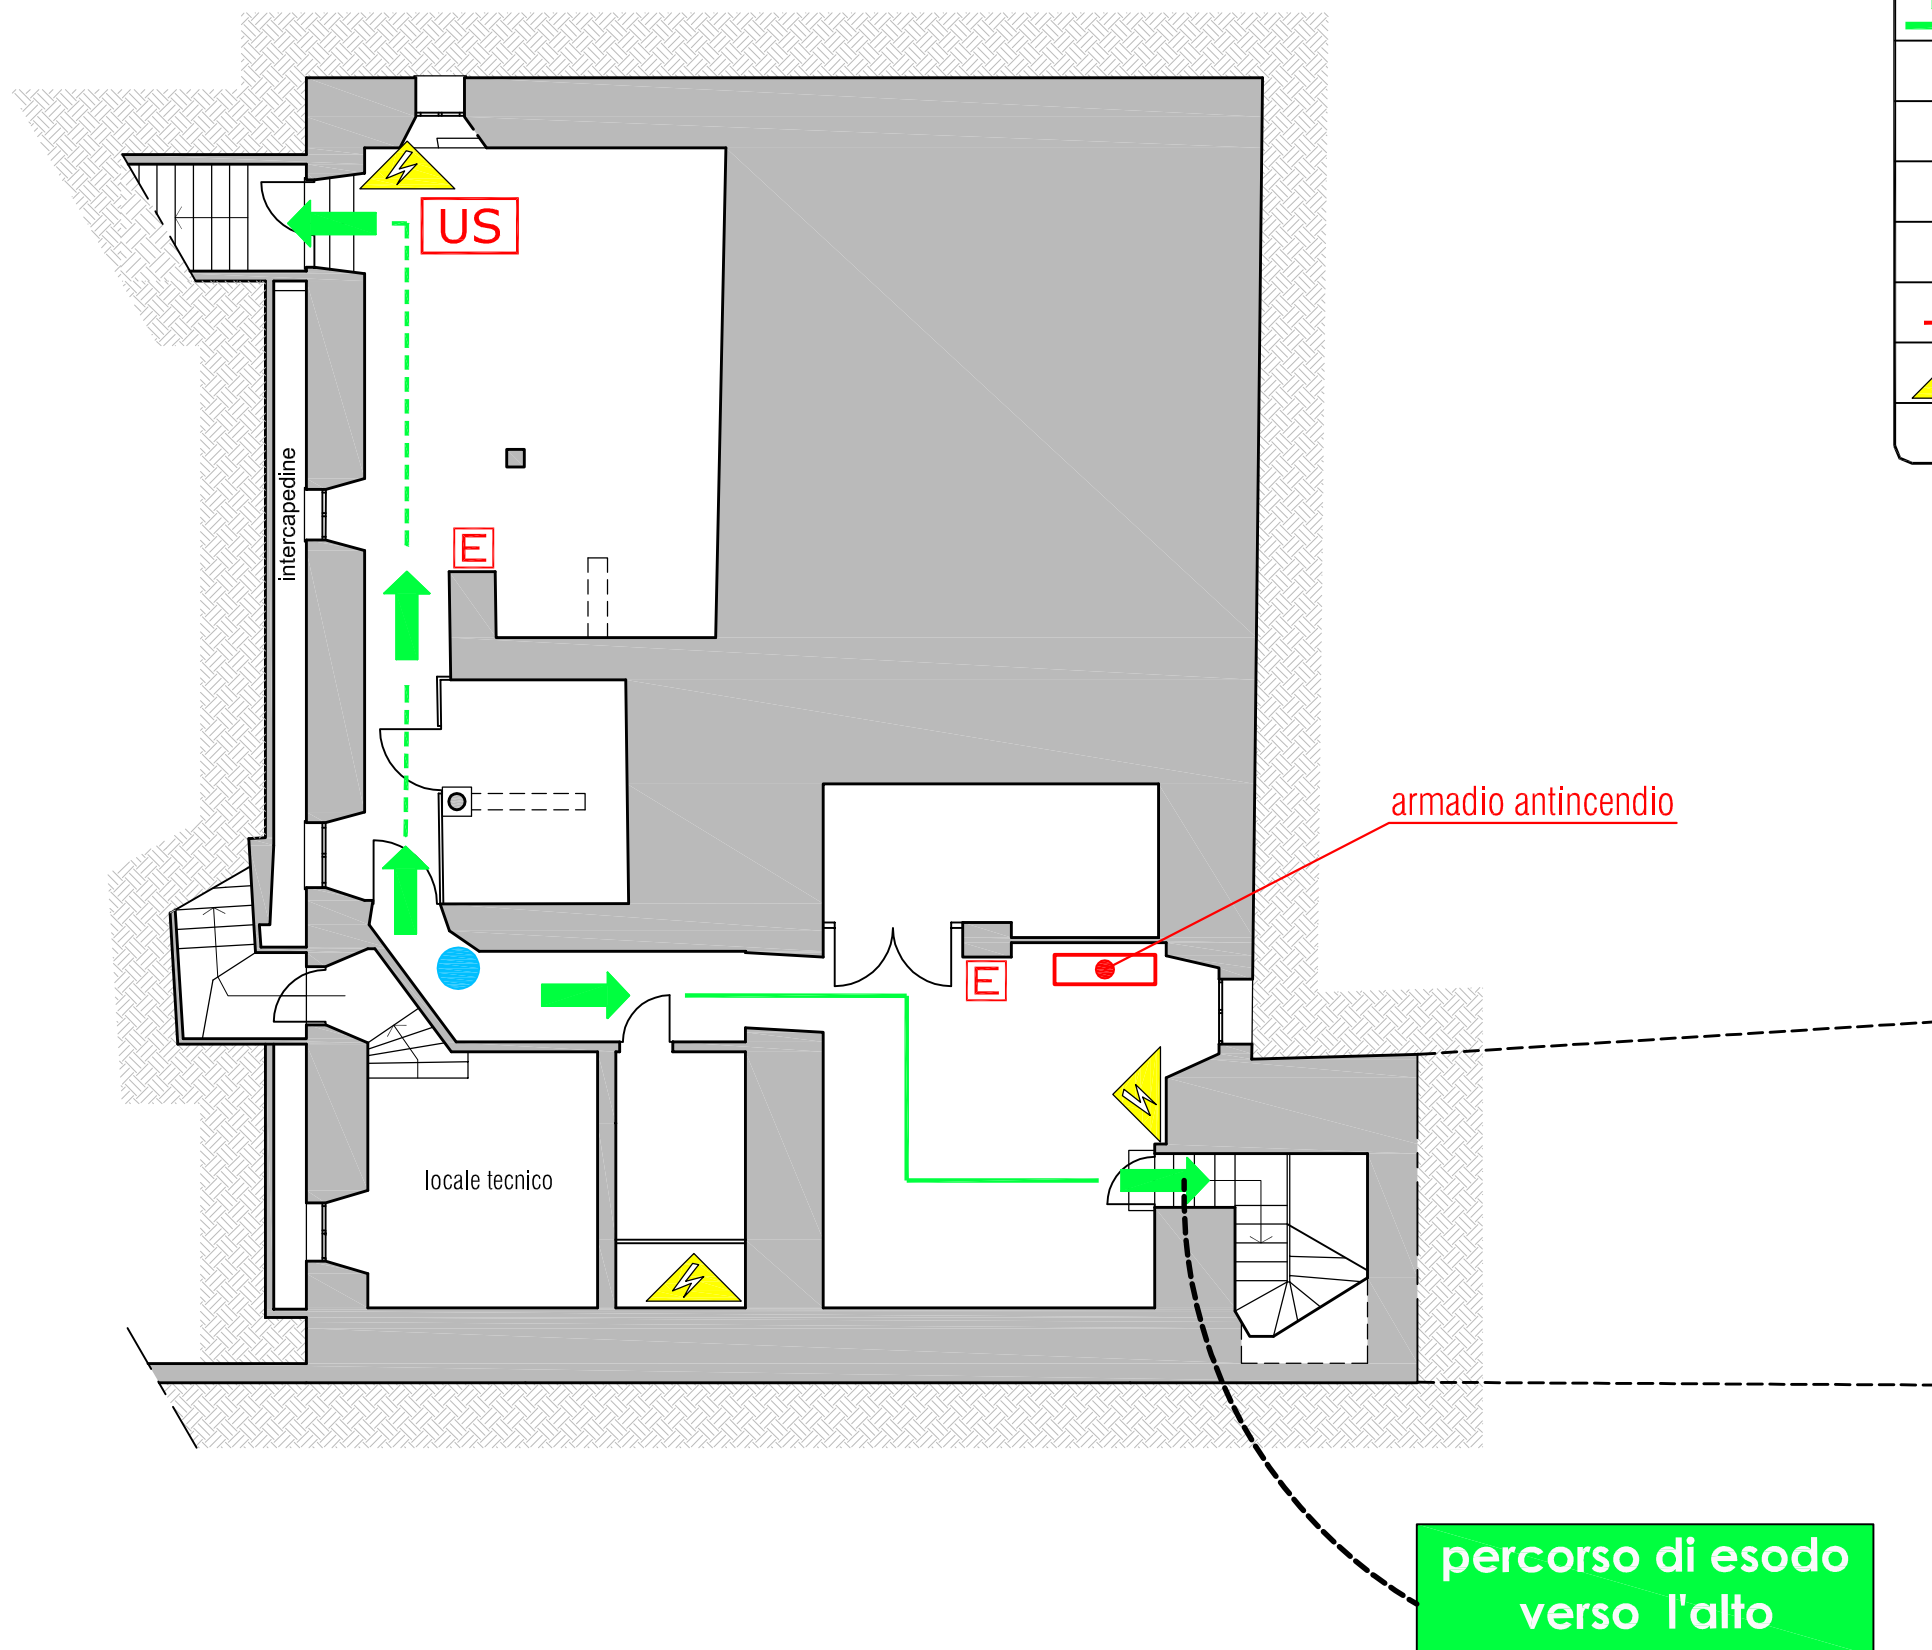 US
intercapedine
E
armadio antincendio
E
locale tecnico
percorso di esodo
verso l'alto